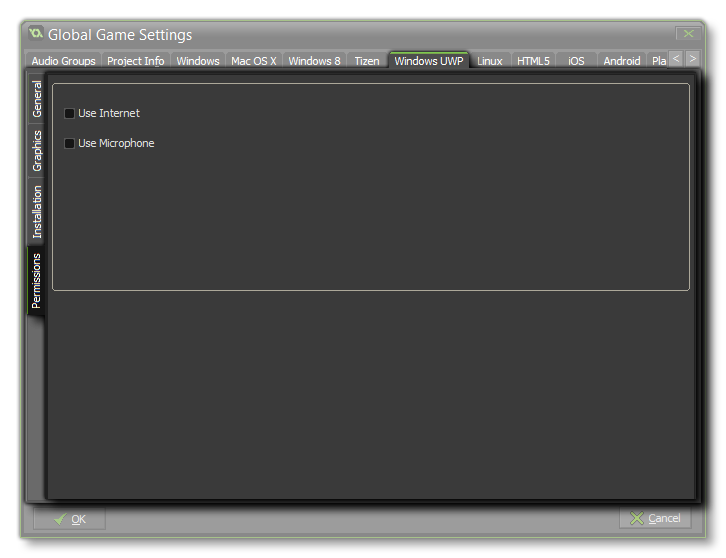 Global Game Settings
Audio Groups Project Info Windows Mac OS X Windows 8 Tizen Windows UWP Linux HTML5 iOS Android Pla < >
General
Graphics
Installation
Permissions
Use Internet
Use Microphone
OK
Cancel